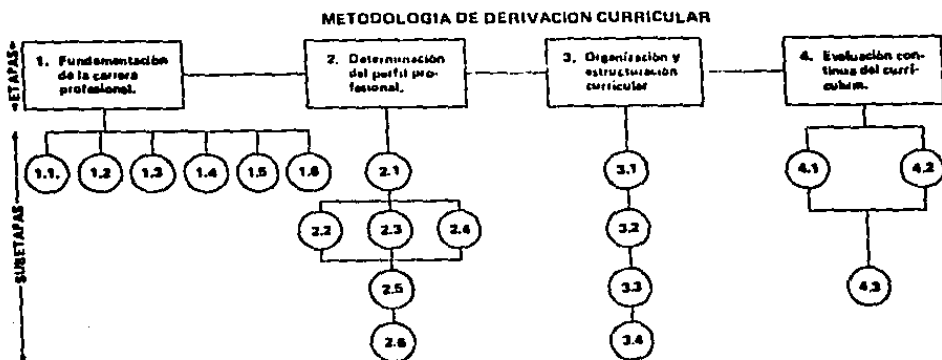 METODOLOGIA DE DERIVACION CURRICULAR
ETAPAS
1. Fundamentación
de la carrera
profesional.
2. Determinación
del perfil pro-
fesional.
3. Organización y
estructuración
curricular
4. Evaluación con-
tinua del currí-
culum.
SUBETAPAS
1.1. 1.2 1.3 1.4 1.5 1.6 2.1 3.1 4.1 4.2
2.2 2.3 2.4 3.2
2.5 3.3 4.3
2.6 3.4